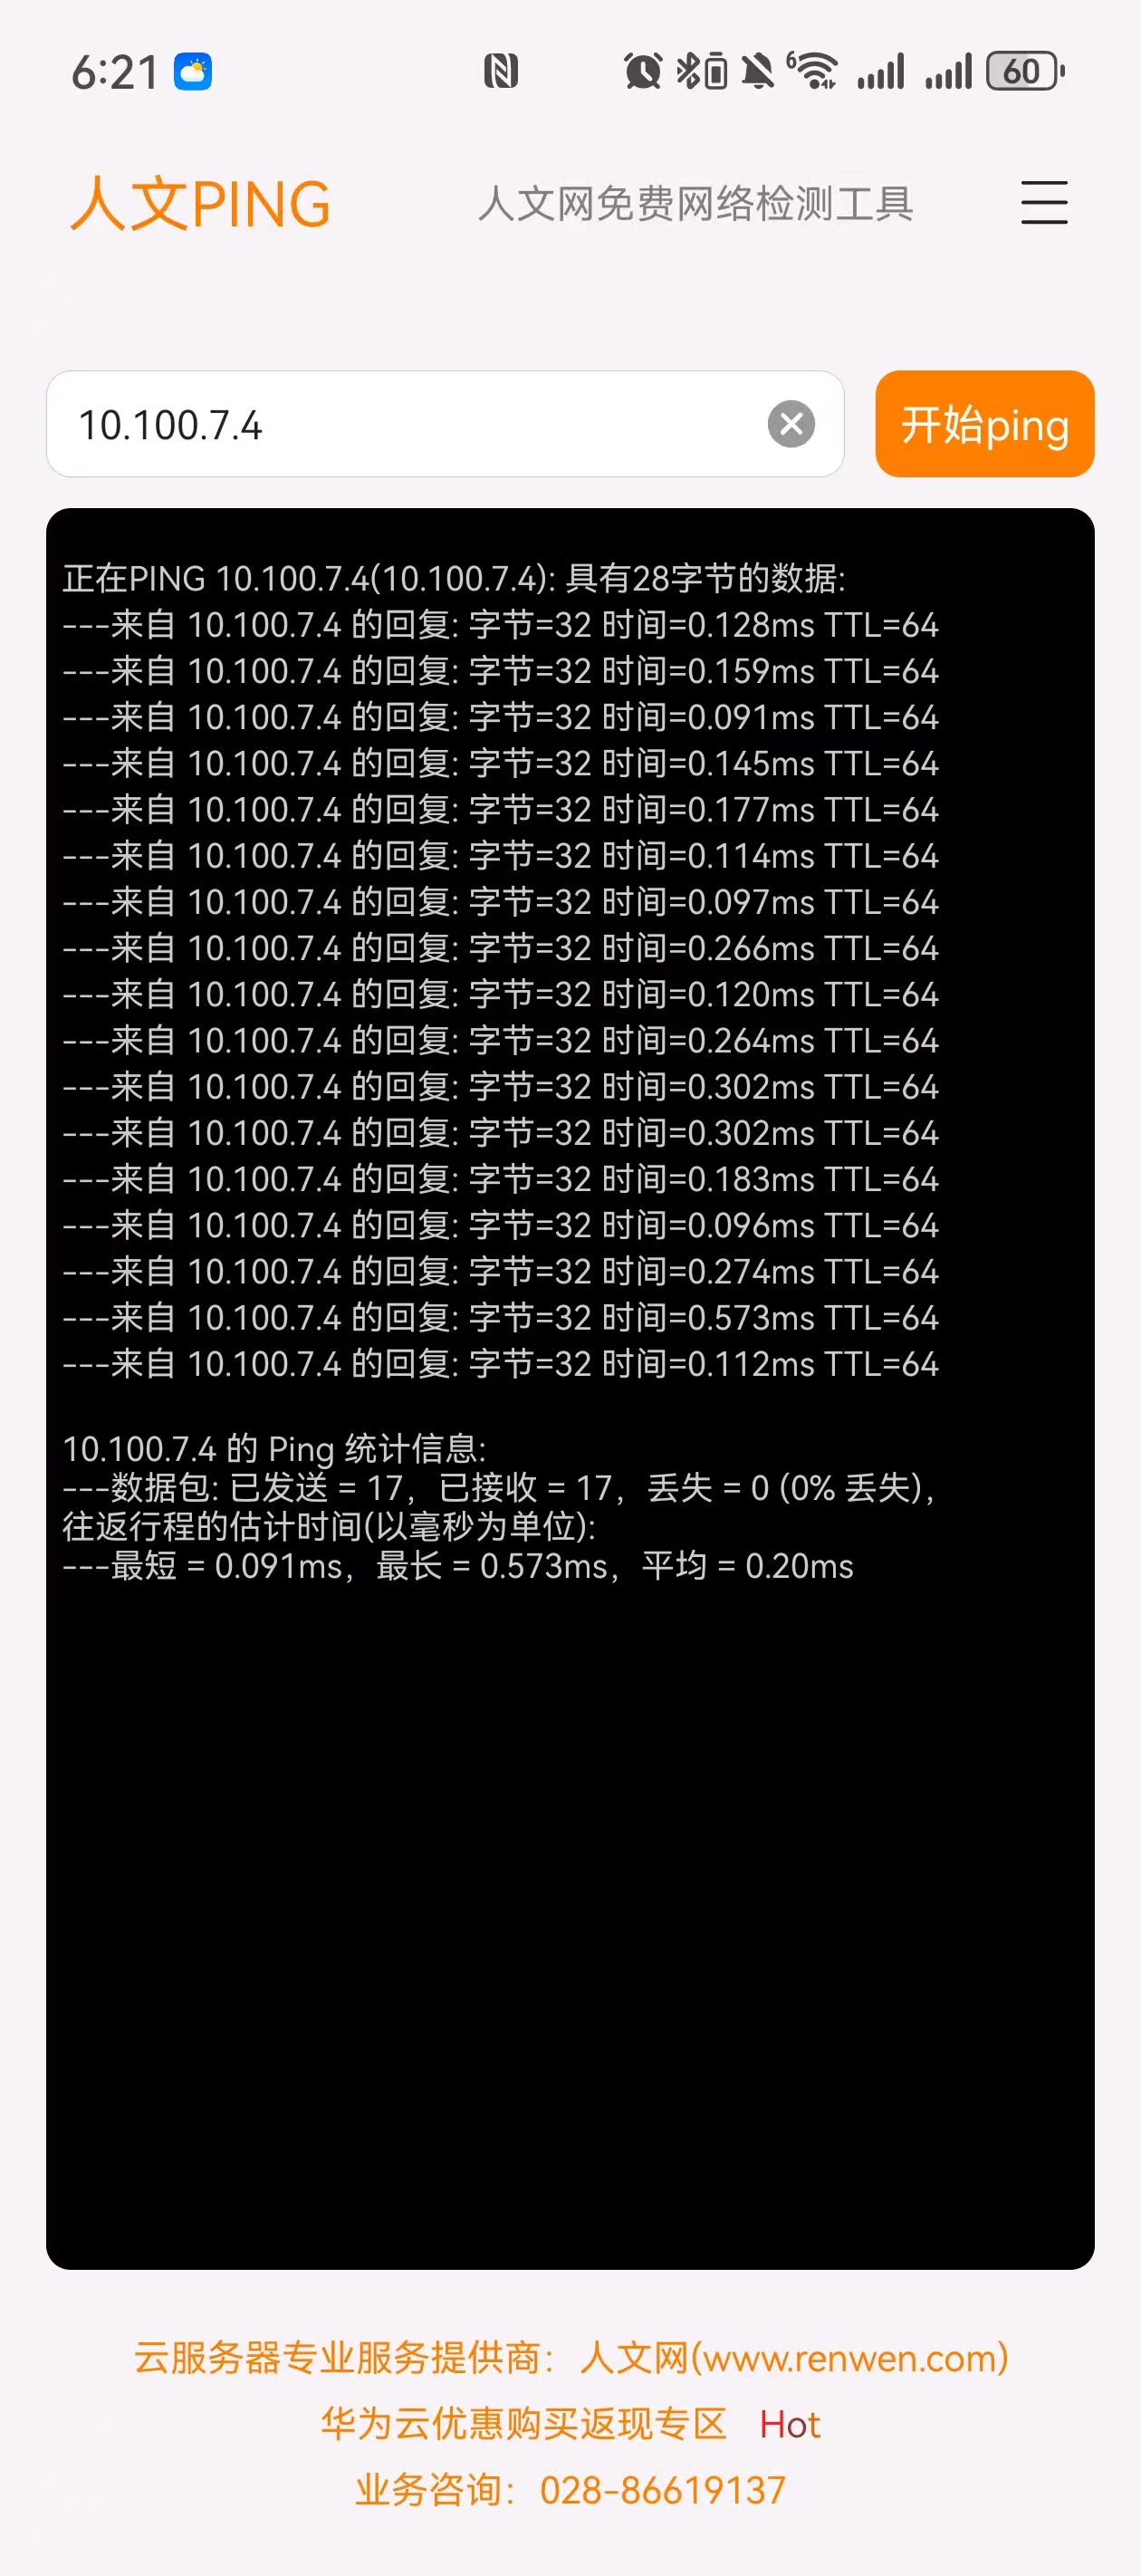 6:21
6
60
人文PING
人文网免费网络检测工具
10.100.7.4
开始ping
正在PING 10.100.7.4(10.100.7.4): 具有28字节的数据:
---来自 10.100.7.4 的回复: 字节=32 时间=0.128ms TTL=64
---来自 10.100.7.4 的回复: 字节=32 时间=0.159ms TTL=64
---来自 10.100.7.4 的回复: 字节=32 时间=0.091ms TTL=64
---来自 10.100.7.4 的回复: 字节=32 时间=0.145ms TTL=64
---来自 10.100.7.4 的回复: 字节=32 时间=0.177ms TTL=64
---来自 10.100.7.4 的回复: 字节=32 时间=0.114ms TTL=64
---来自 10.100.7.4 的回复: 字节=32 时间=0.097ms TTL=64
---来自 10.100.7.4 的回复: 字节=32 时间=0.266ms TTL=64
---来自 10.100.7.4 的回复: 字节=32 时间=0.120ms TTL=64
---来自 10.100.7.4 的回复: 字节=32 时间=0.264ms TTL=64
---来自 10.100.7.4 的回复: 字节=32 时间=0.302ms TTL=64
---来自 10.100.7.4 的回复: 字节=32 时间=0.302ms TTL=64
---来自 10.100.7.4 的回复: 字节=32 时间=0.183ms TTL=64
---来自 10.100.7.4 的回复: 字节=32 时间=0.096ms TTL=64
---来自 10.100.7.4 的回复: 字节=32 时间=0.274ms TTL=64
---来自 10.100.7.4 的回复: 字节=32 时间=0.573ms TTL=64
---来自 10.100.7.4 的回复: 字节=32 时间=0.112ms TTL=64
10.100.7.4 的 Ping 统计信息:
---数据包: 已发送 = 17，已接收 = 17，丢失 = 0 (0% 丢失)，
往返行程的估计时间(以毫秒为单位):
---最短 = 0.091ms，最长 = 0.573ms，平均 = 0.20ms
云服务器专业服务提供商：人文网(www.renwen.com)
华为云优惠购买返现专区 Hot
业务咨询：028-86619137